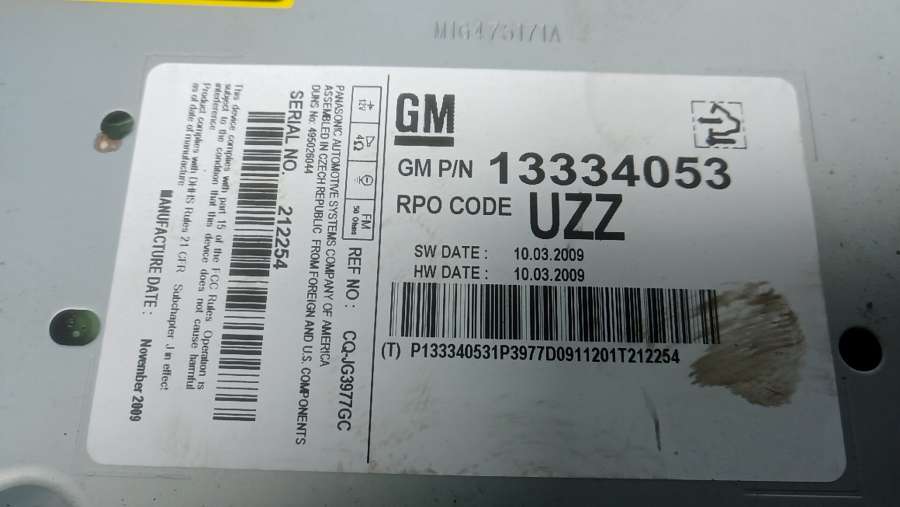 M1G473171A
GM
GM P/N 13334053
RPO CODE UZZ
SW DATE : 10.03.2009
HW DATE : 10.03.2009
(T) P133340531P3977D0911201T212254
12V
4Ω
FM
50 Ohms
REF NO : CQ-JG3977GC
PANASONIC AUTOMOTIVE SYSTEMS COMPANY OF AMERICA
ASSEMBLED IN CZECH REPUBLIC FROM FOREIGN AND U.S. COMPONENTS
DUNS No: 495026044
SERIAL NO. 212254
This device complies with part 15 of the FCC Rules Operation is
subject to the condition that this device does not cause harmful
interference
Product complies with DHHS Rules 21 CFR Subchapter J in effect
as of date of manufacture
MANUFACTURE DATE : November 2009